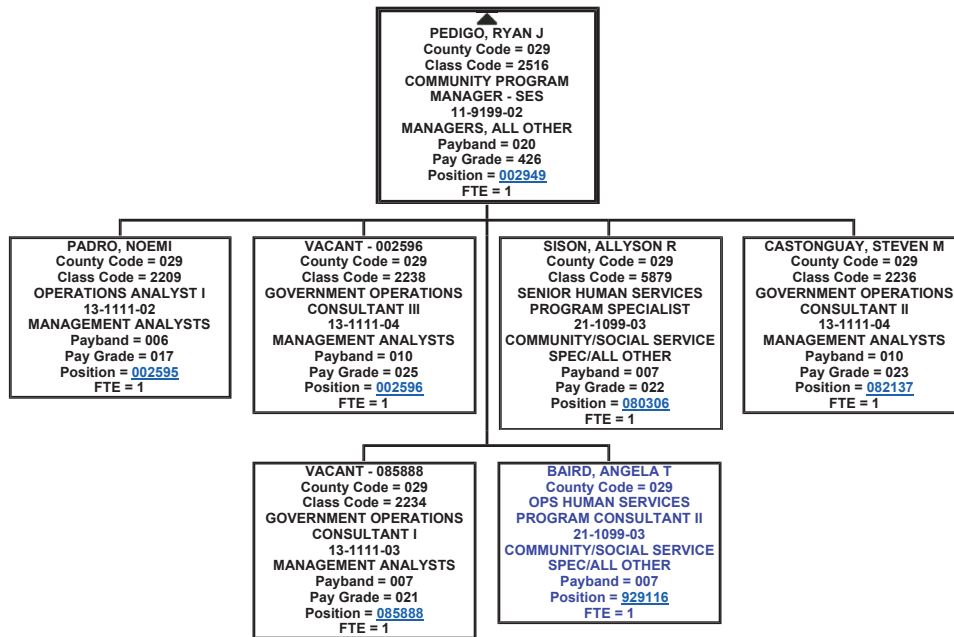 PEDIGO, RYAN J
County Code = 029
Class Code = 2516
COMMUNITY PROGRAM
MANAGER - SES
11-9199-02
MANAGERS, ALL OTHER
Payband = 020
Pay Grade = 426
Position = 002949
FTE = 1
PADRO, NOEMI
County Code = 029
Class Code = 2209
OPERATIONS ANALYST I
13-1111-02
MANAGEMENT ANALYSTS
Payband = 006
Pay Grade = 017
Position = 002595
FTE = 1
VACANT - 002596
County Code = 029
Class Code = 2238
GOVERNMENT OPERATIONS
CONSULTANT III
13-1111-04
MANAGEMENT ANALYSTS
Payband = 010
Pay Grade = 025
Position = 002596
FTE = 1
SISON, ALLYSON R
County Code = 029
Class Code = 5879
SENIOR HUMAN SERVICES
PROGRAM SPECIALIST
21-1099-03
COMMUNITY/SOCIAL SERVICE
SPEC/ALL OTHER
Payband = 007
Pay Grade = 022
Position = 080306
FTE = 1
CASTONGUAY, STEVEN M
County Code = 029
Class Code = 2236
GOVERNMENT OPERATIONS
CONSULTANT II
13-1111-04
MANAGEMENT ANALYSTS
Payband = 010
Pay Grade = 023
Position = 082137
FTE = 1
VACANT - 085888
County Code = 029
Class Code = 2234
GOVERNMENT OPERATIONS
CONSULTANT I
13-1111-03
MANAGEMENT ANALYSTS
Payband = 007
Pay Grade = 021
Position = 085888
FTE = 1
BAIRD, ANGELA T
County Code = 029
OPS HUMAN SERVICES
PROGRAM CONSULTANT II
21-1099-03
COMMUNITY/SOCIAL SERVICE
SPEC/ALL OTHER
Payband = 007
Position = 929116
FTE = 1